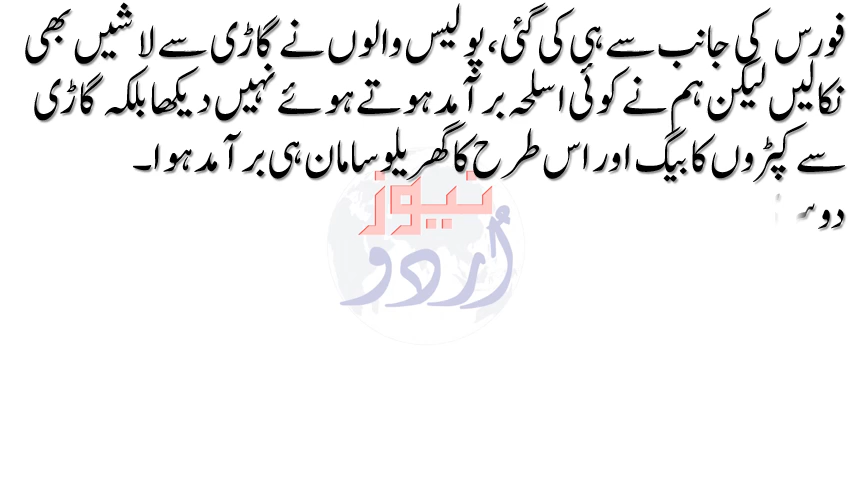 فورس کی جانب سے ہی کی گئی، پولیس والوں نے گاڑی سے لاشیں بھی
نکالیں لیکن ہم نے کوئی اسلحہ برآمد ہوتے ہوئے نہیں دیکھا بلکہ گاڑی
سے کپڑوں کا بیگ اور اس طرح کا گھریلو سامان ہی برآمد ہوا۔
نیوز
اُردو